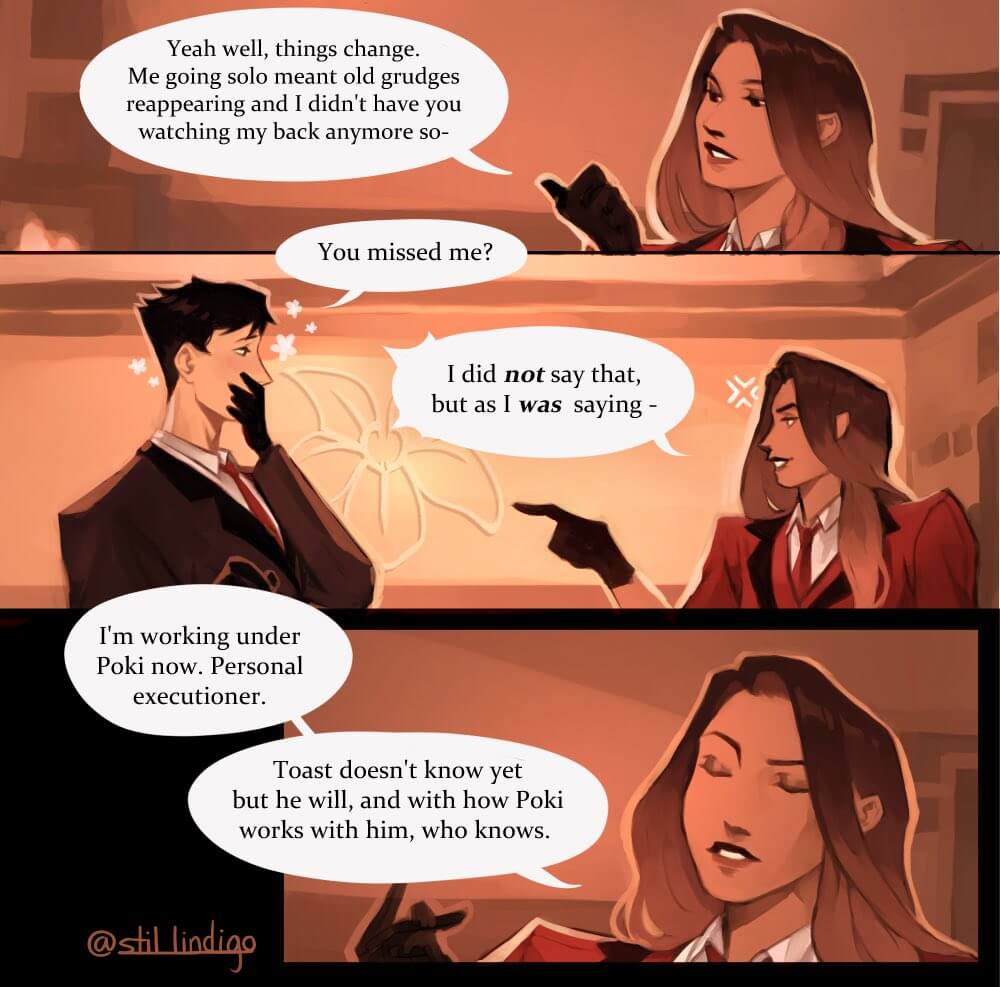 Yeah well, things change.
Me going solo meant old grudges
reappearing and I didn't have you
watching my back anymore so-
You missed me?
I did not say that,
but as I was saying -
I'm working under
Poki now. Personal
executioner.
Toast doesn't know yet
but he will, and with how Poki
works with him, who knows.
@stil_lindigo